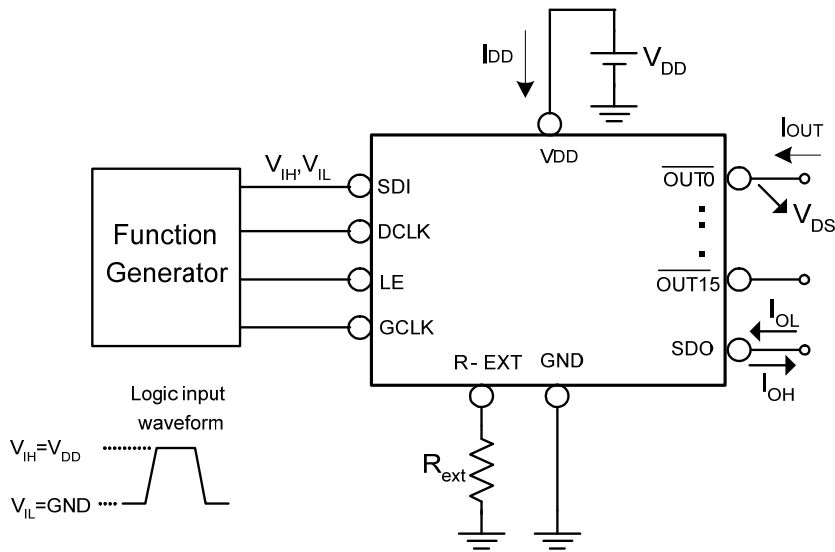 IDD
VDD
VDD
IOUT
VIH,VIL
SDI
OUT0
VDS
Function
Generator
DCLK
LE
OUT15
GCLK
IOL
SDO
R-EXT
GND
IOH
Logic input
waveform
VIH=VDD
Rext
VIL=GND